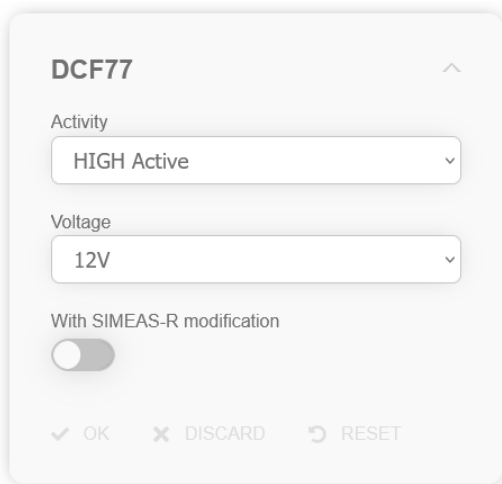 DCF77
Activity
HIGH Active
Voltage
12V
With SIMEAS-R modification
OK DISCARD RESET